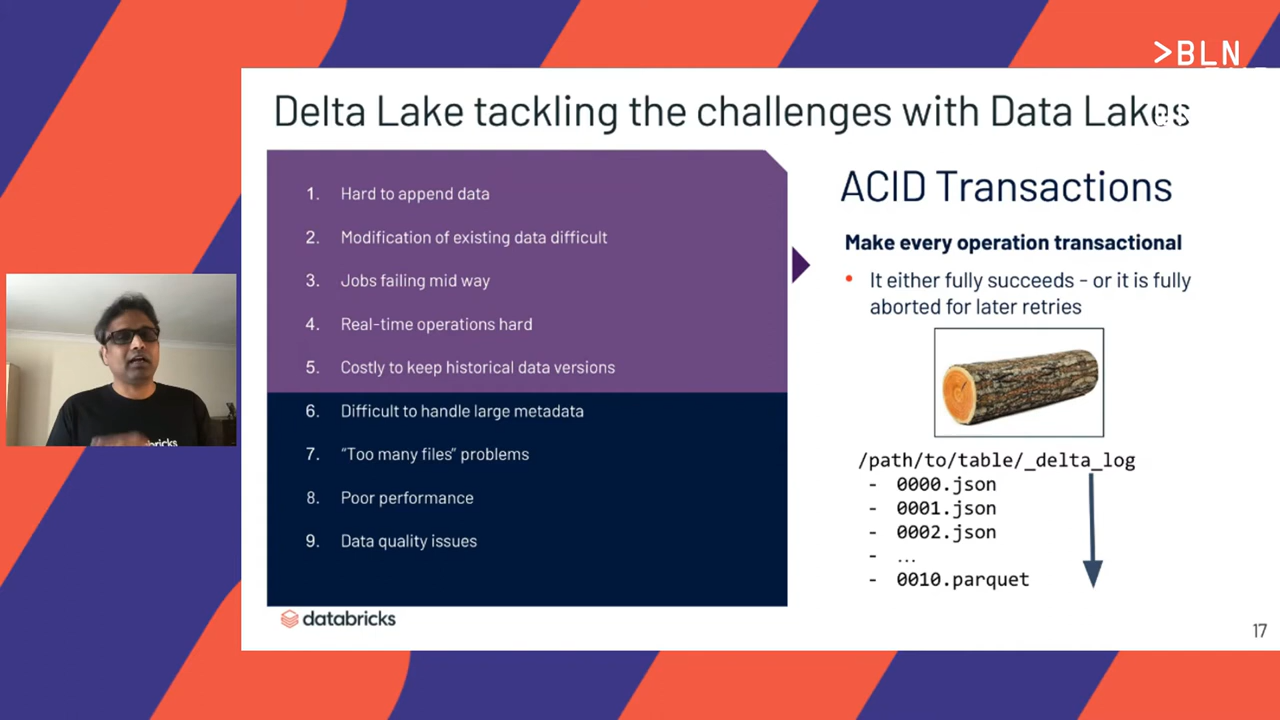 >BLN
Delta Lake tackling the challenges with Data Lakes
1. Hard to append data
2. Modification of existing data difficult
3. Jobs failing mid way
4. Real-time operations hard
5. Costly to keep historical data versions
6. Difficult to handle large metadata
7. “Too many files” problems
8. Poor performance
9. Data quality issues
ACID Transactions
Make every operation transactional
• It either fully succeeds - or it is fully
aborted for later retries
/path/to/table/_delta_log
- 0000.json
- 0001.json
- 0002.json
- ...
- 0010.parquet
databricks
17